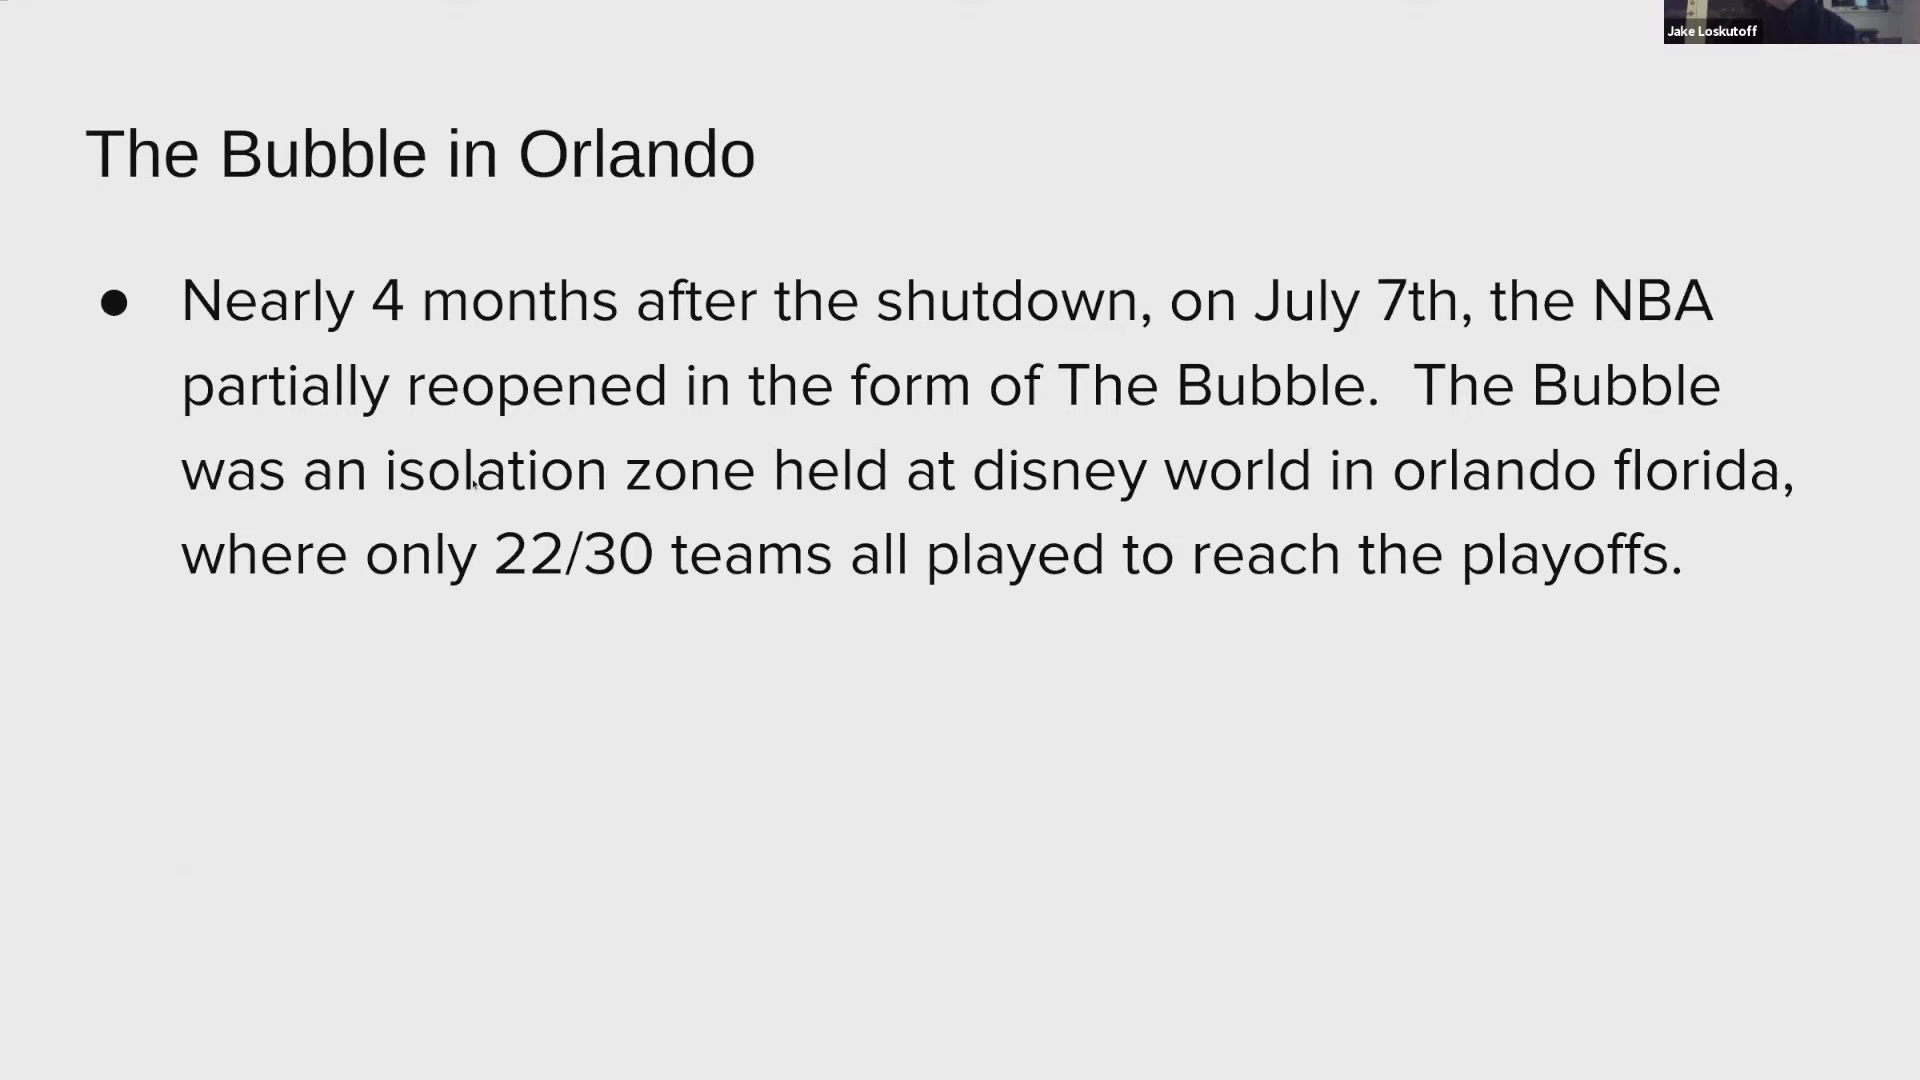 Jake Loskutoff
The Bubble in Orlando
● Nearly 4 months after the shutdown, on July 7th, the NBA
partially reopened in the form of The Bubble.  The Bubble
was an isolation zone held at disney world in orlando florida,
where only 22/30 teams all played to reach the playoffs.